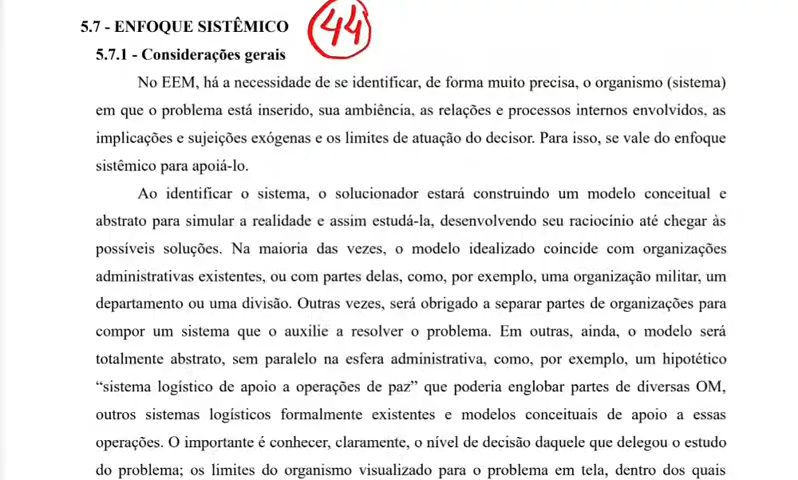 5.7 - ENFOQUE SISTÊMICO 44
5.7.1 - Considerações gerais
No EEM, há a necessidade de se identificar, de forma muito precisa, o organismo (sistema)
em que o problema está inserido, sua ambiência, as relações e processos internos envolvidos, as
implicações e sujeições exógenas e os limites de atuação do decisor. Para isso, se vale do enfoque
sistêmico para apoiá-lo.
Ao identificar o sistema, o solucionador estará construindo um modelo conceitual e
abstrato para simular a realidade e assim estudá-la, desenvolvendo seu raciocínio até chegar às
possíveis soluções. Na maioria das vezes, o modelo idealizado coincide com organizações
administrativas existentes, ou com partes delas, como, por exemplo, uma organização militar, um
departamento ou uma divisão. Outras vezes, será obrigado a separar partes de organizações para
compor um sistema que o auxilie a resolver o problema. Em outras, ainda, o modelo será
totalmente abstrato, sem paralelo na esfera administrativa, como, por exemplo, um hipotético
“sistema logístico de apoio a operações de paz” que poderia englobar partes de diversas OM,
outros sistemas logísticos formalmente existentes e modelos conceituais de apoio a essas
operações. O importante é conhecer, claramente, o nível de decisão daquele que delegou o estudo
do problema; os limites do organismo visualizado para o problema em tela, dentro dos quais